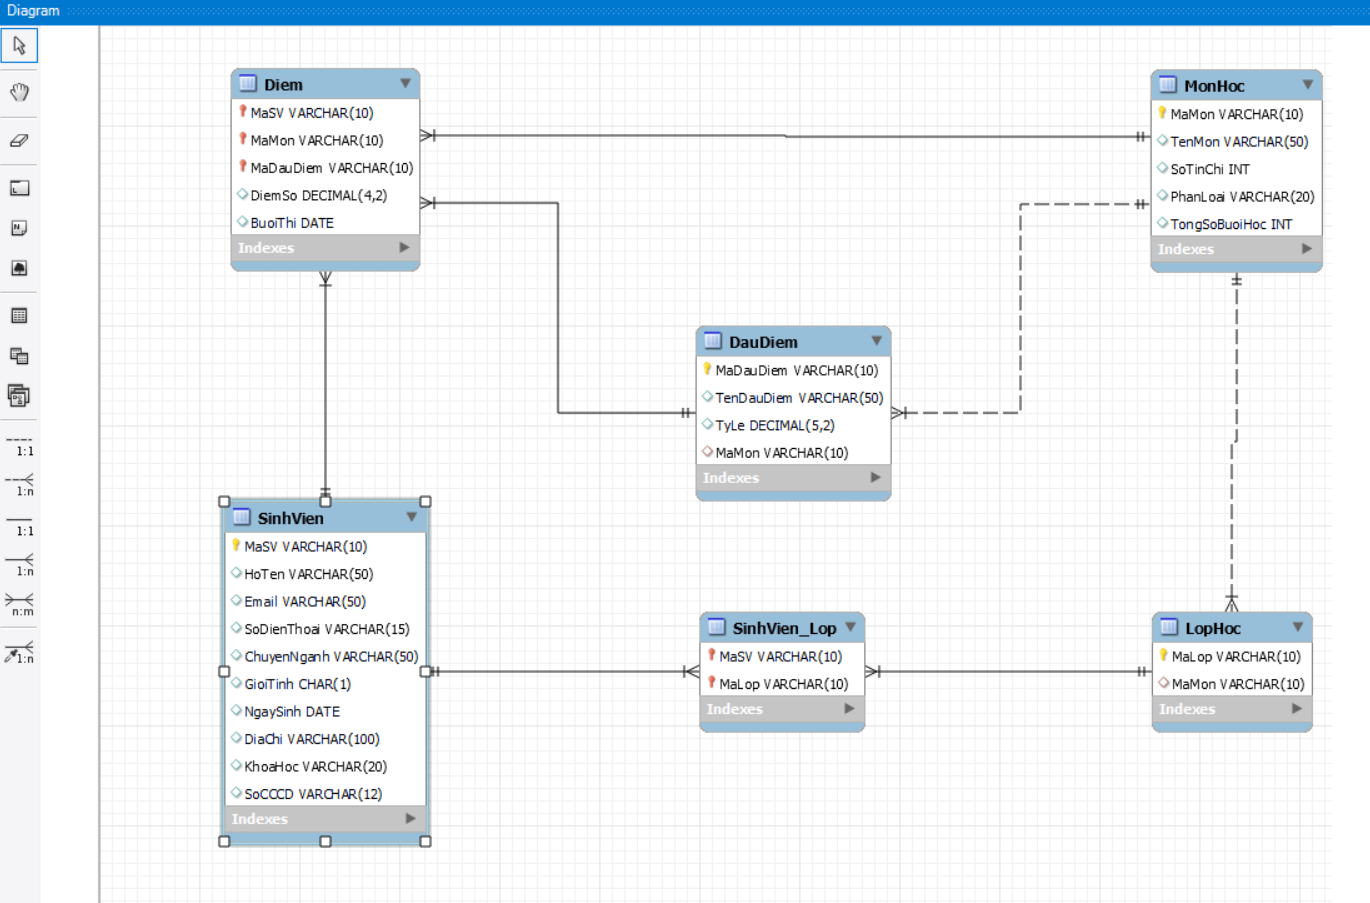 Diagram
1:1
1:n
1:1
1:n
n:m
1:n
Diem
MaSV VARCHAR(10)
MaMon VARCHAR(10)
MaDauDiem VARCHAR(10)
DiemSo DECIMAL(4,2)
BuoiThi DATE
Indexes
MonHoc
MaMon VARCHAR(10)
TenMon VARCHAR(50)
SoTinChi INT
PhanLoai VARCHAR(20)
TongSoBuoiHoc INT
Indexes
DauDiem
MaDauDiem VARCHAR(10)
TenDauDiem VARCHAR(50)
TyLe DECIMAL(5,2)
MaMon VARCHAR(10)
Indexes
SinhVien
MaSV VARCHAR(10)
HoTen VARCHAR(50)
Email VARCHAR(50)
SoDienThoai VARCHAR(15)
ChuyenNganh VARCHAR(50)
GioiTinh CHAR(1)
NgaySinh DATE
DiaChi VARCHAR(100)
KhoaHoc VARCHAR(20)
SoCCCD VARCHAR(12)
Indexes
SinhVien_Lop
MaSV VARCHAR(10)
MaLop VARCHAR(10)
Indexes
LopHoc
MaLop VARCHAR(10)
MaMon VARCHAR(10)
Indexes